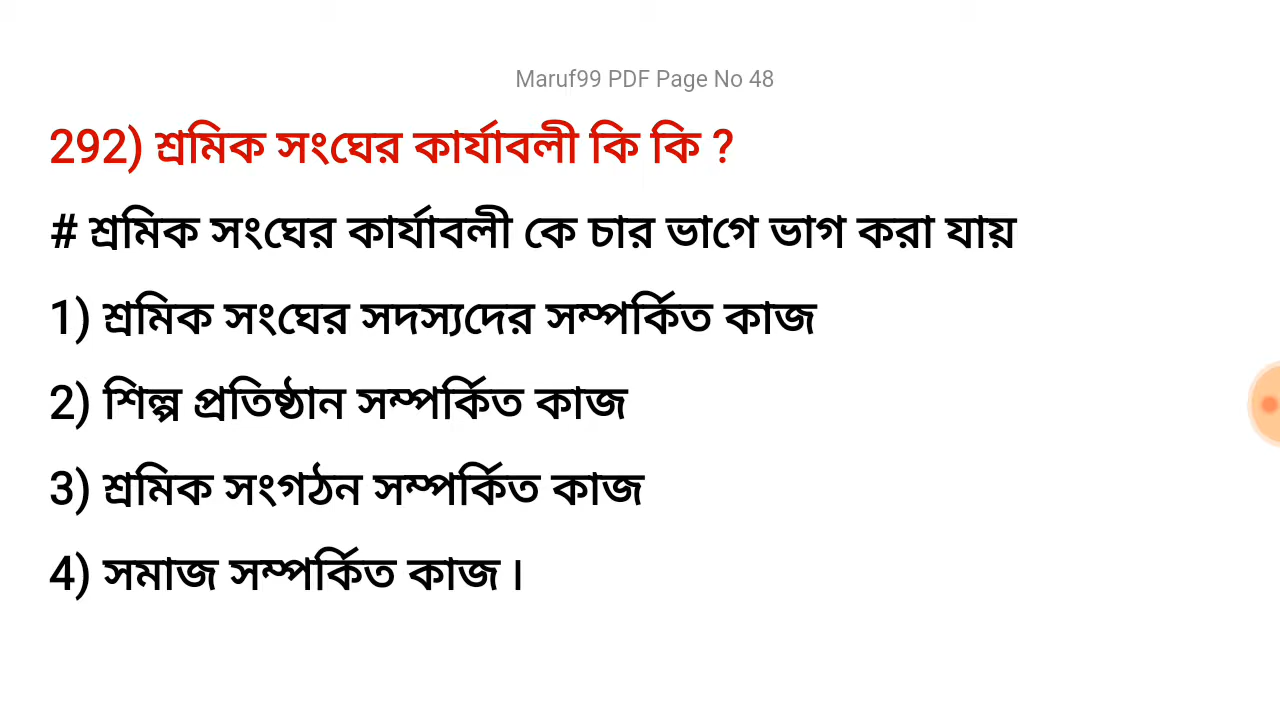 Maruf99 PDF Page No 48
292) শ্রমিক সংঘের কার্যাবলী কি কি ?
# শ্রমিক সংঘের কার্যাবলী কে চার ভাগে ভাগ করা যায়
1) শ্রমিক সংঘের সদস্যদের সম্পর্কিত কাজ
2) শিল্প প্রতিষ্ঠান সম্পর্কিত কাজ
3) শ্রমিক সংগঠন সম্পর্কিত কাজ
4) সমাজ সম্পর্কিত কাজ।